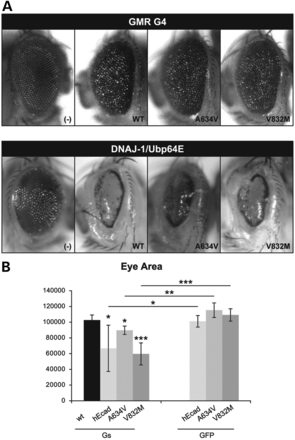 A
GMR G4
(-) WT A634V V832M
DNAJ-1/Ubp64E
(-) WT A634V V832M
B
Eye Area
***
**
*
120000
100000
80000
60000
40000
20000
0
* * ***
wt hEcad A634V V832M hEcad A634V V832M
Gs GFP